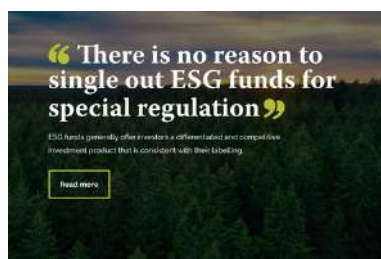 “ There is no reason to
single out ESG funds for
special regulation ”
ESG funds generally offer investors a differentiated and competitive
investment product that is consistent with their labelling.
Read more